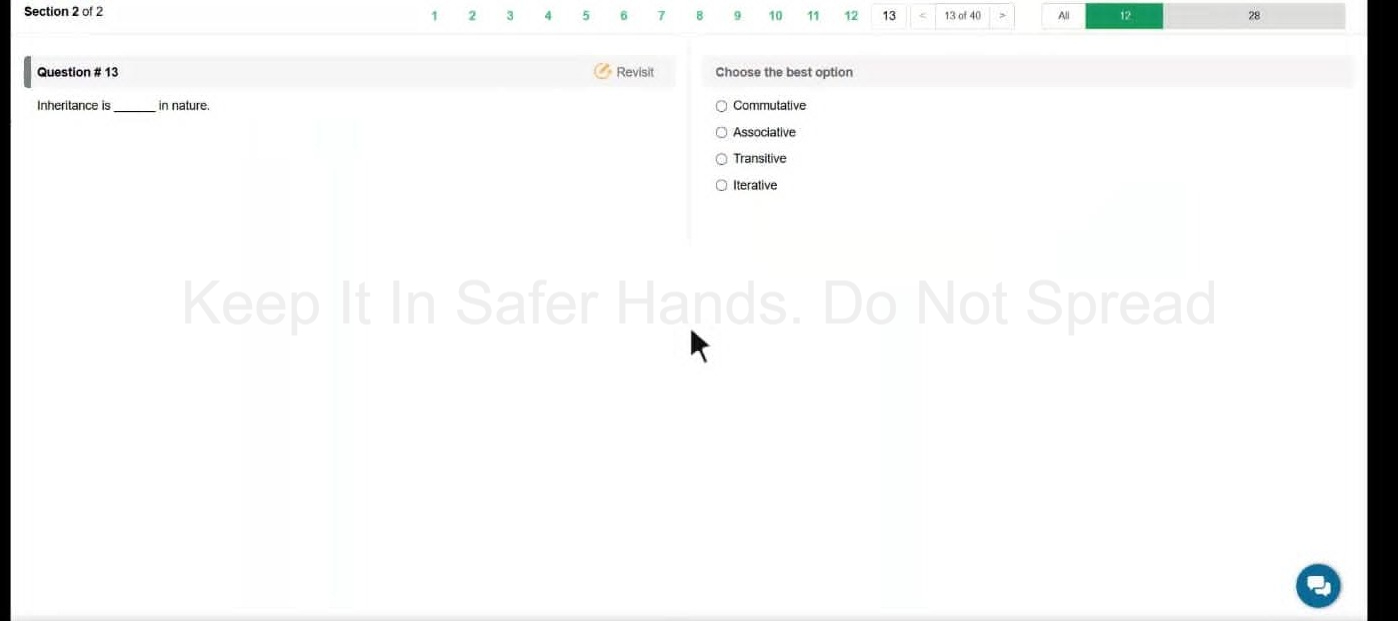 Section 2 of 2
1 2 3 4 5 6 7 8 9 10 11 12 13 < 13 of 40 > All 12 28
Question # 13
Revisit
Inheritance is ______ in nature.
Choose the best option
Commutative
Associative
Transitive
Iterative
Keep It In Safer Hands. Do Not Spread